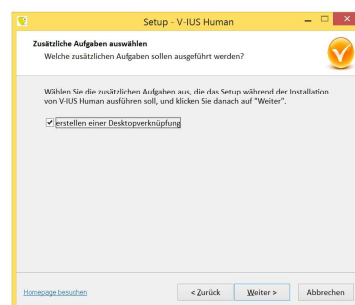 Setup - V-IUS Human
Zusätzliche Aufgaben auswählen
Welche zusätzlichen Aufgaben sollen ausgeführt werden?
Wählen Sie die zusätzlichen Aufgaben aus, die das Setup während der Installation
von V-IUS Human ausführen soll, und klicken Sie danach auf "Weiter".
erstellen einer Desktopverknüpfung
Homepage besuchen
< Zurück
Weiter >
Abbrechen